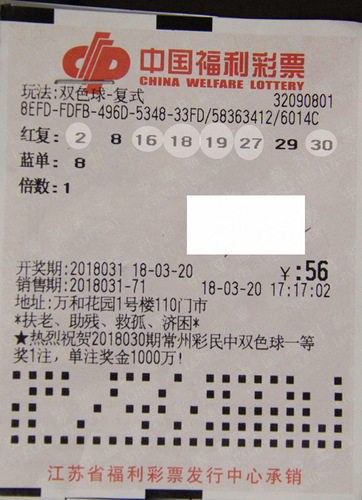 中国福利彩票
CHINA WELFARE LOTTERY
玩法:双色球-复式 32090801
8EFD-FDFB-496D-5348-33FD/58363412/6014C
红复: 2 8 16 18 19 27 29 30
蓝单: 8
倍数:1
开奖期:2018031 18-03-20 ¥:56
销售期:2018031-71 18-03-20 17:17:02
地址:万和花园1号楼110门市
*扶老、助残、救孤、济困*
★热烈祝贺2018030期常州彩民中双色球一等
奖1注，单注奖金1000万!
江苏省福利彩票发行中心承销